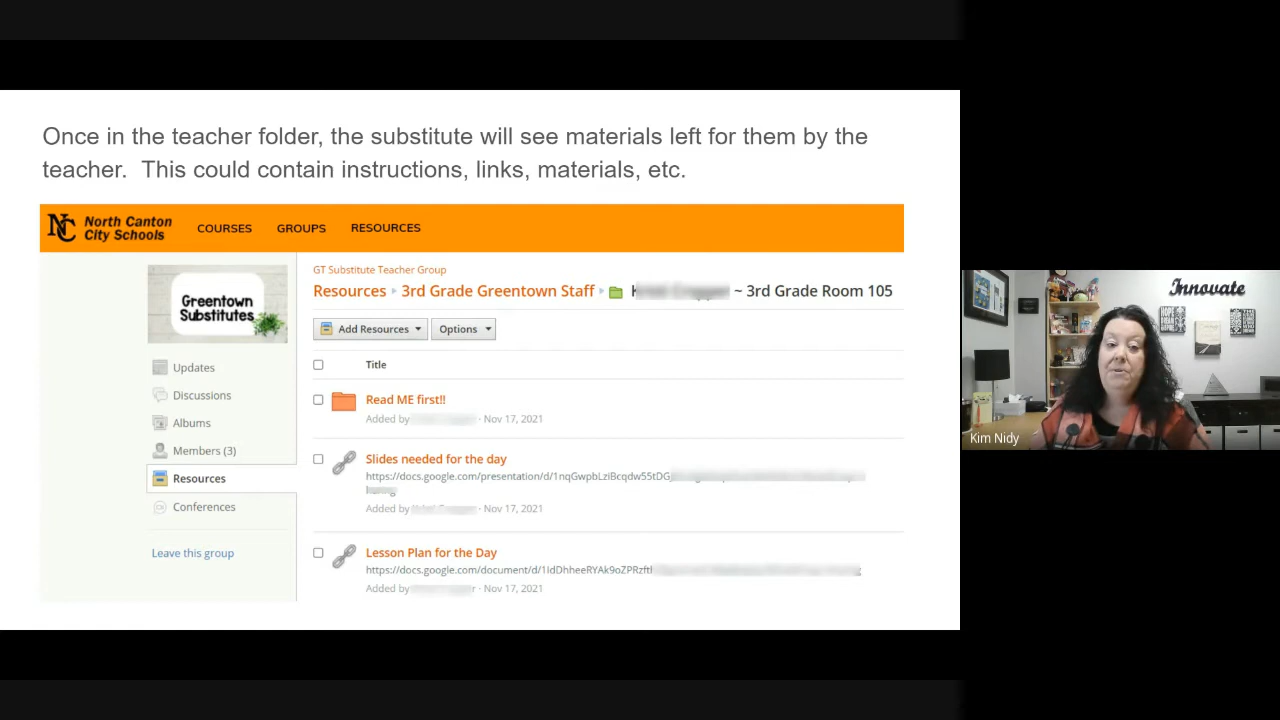 Once in the teacher folder, the substitute will see materials left for them by the
teacher. This could contain instructions, links, materials, etc.
NC North Canton
City Schools
COURSES GROUPS RESOURCES
Greentown
Substitutes
Updates
Discussions
Albums
Members (3)
Resources
Conferences
Leave this group
GT Substitute Teacher Group
Resources 3rd Grade Greentown Staff ~ 3rd Grade Room 105
Add Resources Options
Title
Read ME first!!
Added by · Nov 17, 2021
Slides needed for the day
https://docs.google.com/presentation/d/1nqGwpbLziBcqdw55tDG
Added by · Nov 17, 2021
Lesson Plan for the Day
https://docs.google.com/document/d/1IdDhheeRYAk9oZPRzftl
Added by · Nov 17, 2021
Innovate
Kim Nidy